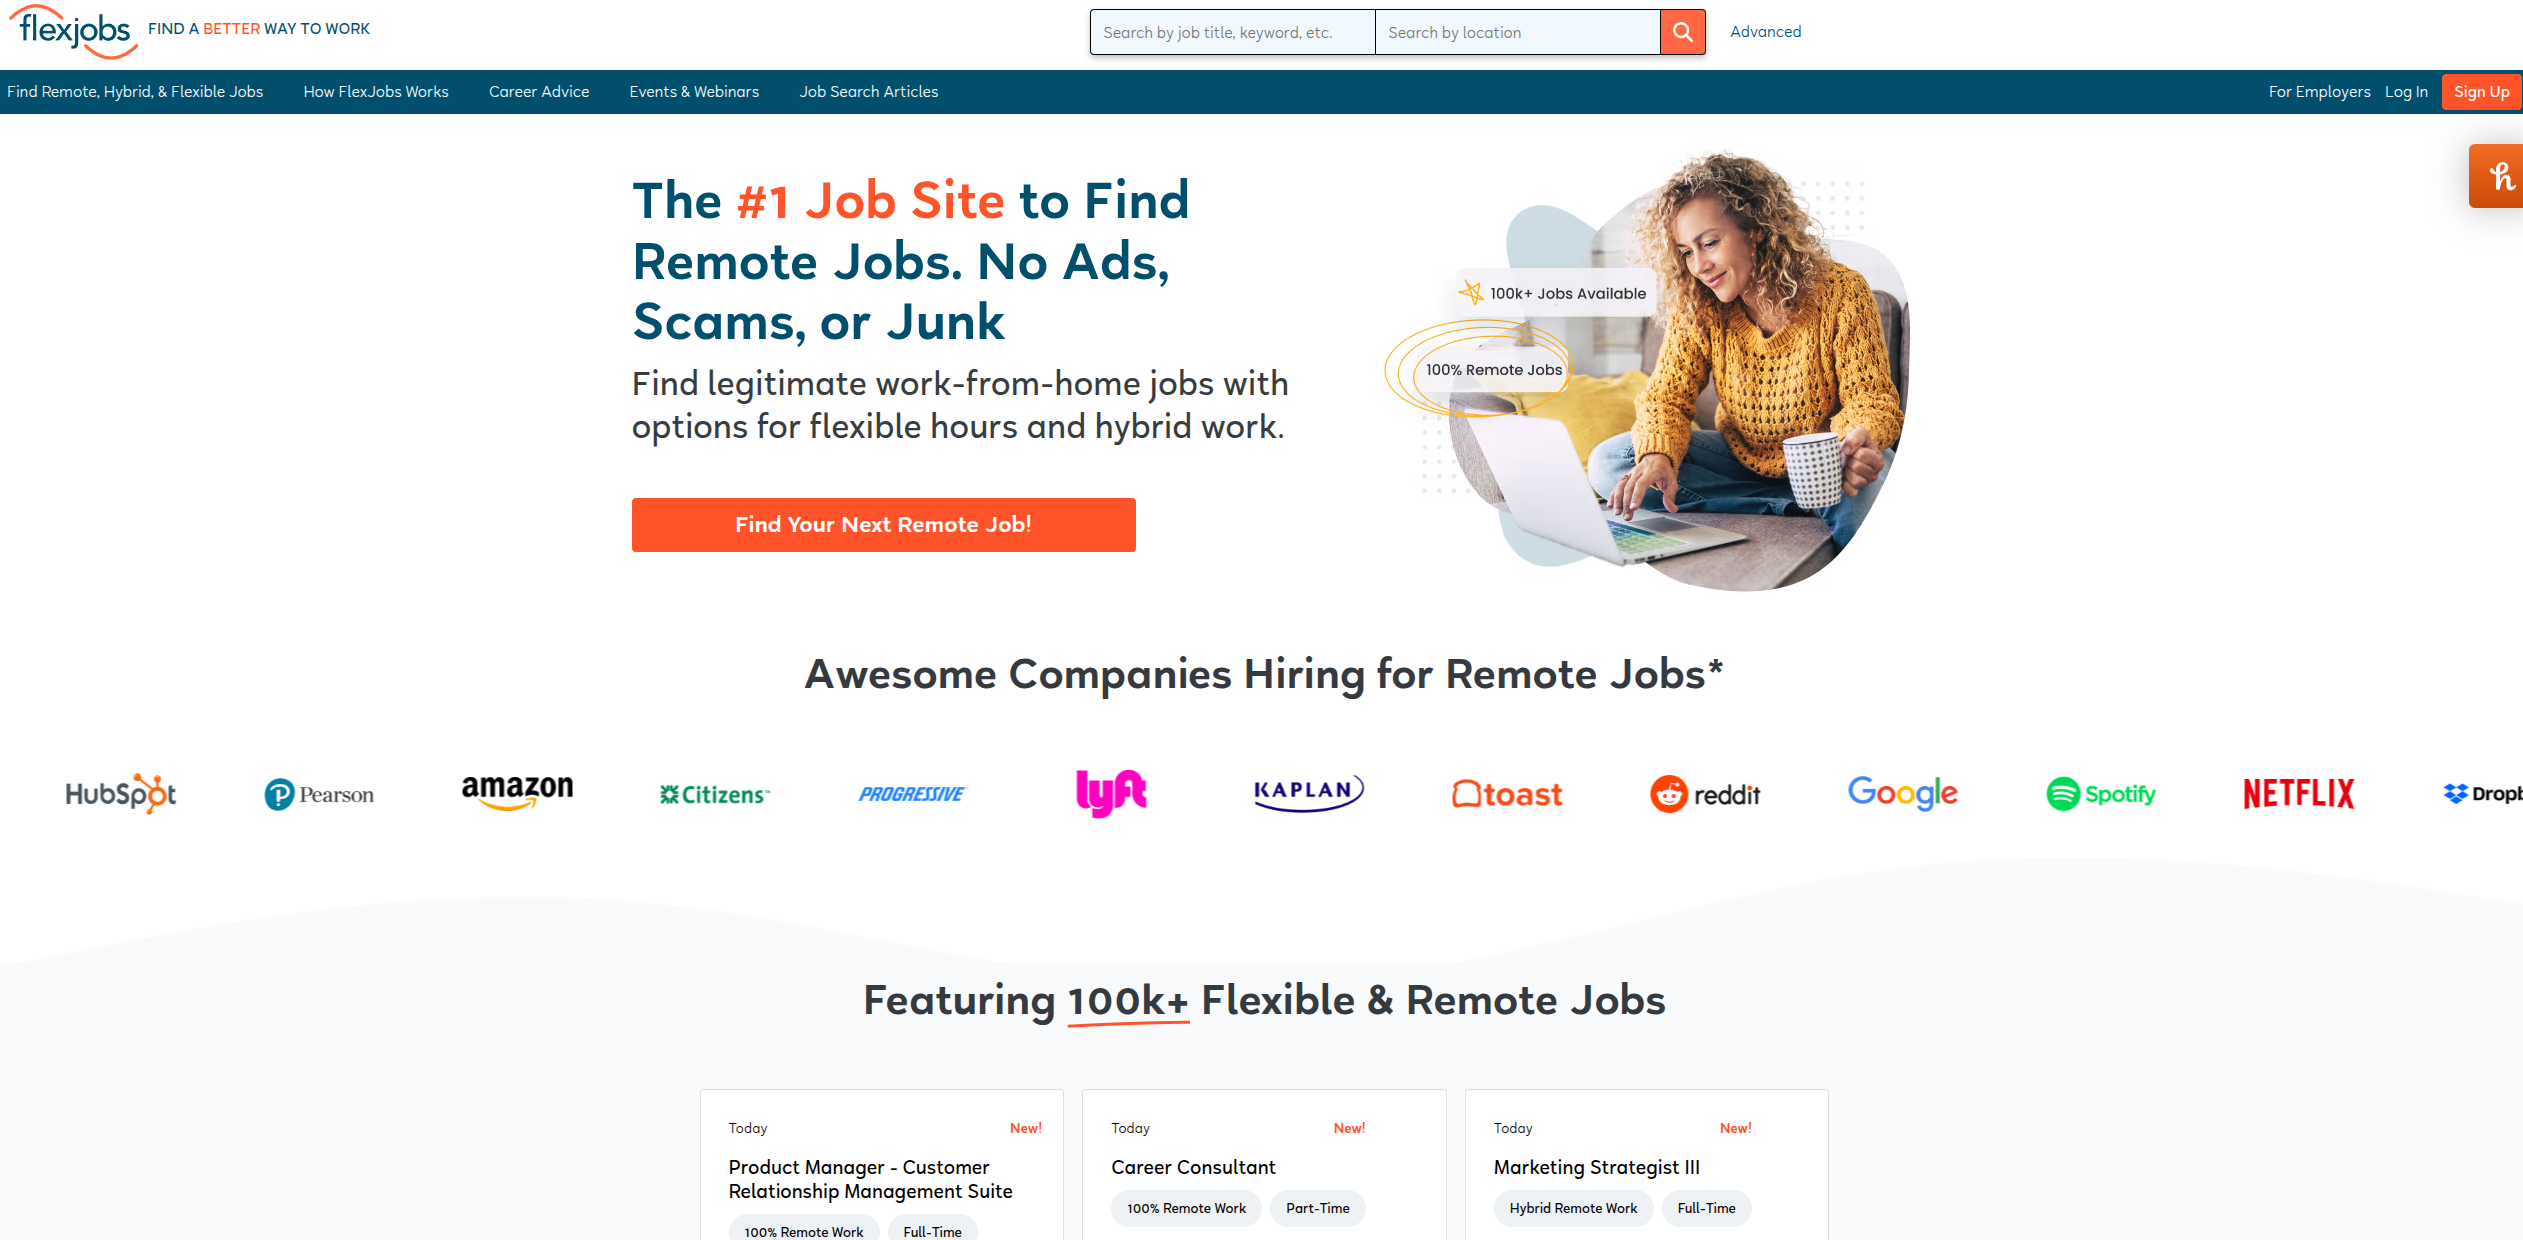 flexjobs FIND A BETTER WAY TO WORK
Search by job title, keyword, etc. Search by location Advanced
Find Remote, Hybrid, & Flexible Jobs How FlexJobs Works Career Advice Events & Webinars Job Search Articles For Employers Log In Sign Up
The #1 Job Site to Find
Remote Jobs. No Ads,
Scams, or Junk
Find legitimate work-from-home jobs with
options for flexible hours and hybrid work.
Find Your Next Remote Job!
100k+ Jobs Available
100% Remote Jobs
h
Awesome Companies Hiring for Remote Jobs*
HubSpot Pearson amazon Citizens™ PROGRESSIVE lyft KAPLAN toast reddit Google Spotify NETFLIX Dropb
Featuring 100k+ Flexible & Remote Jobs
Today New!
Product Manager - Customer
Relationship Management Suite
100% Remote Work Full-Time
Today New!
Career Consultant
100% Remote Work Part-Time
Today New!
Marketing Strategist III
Hybrid Remote Work Full-Time